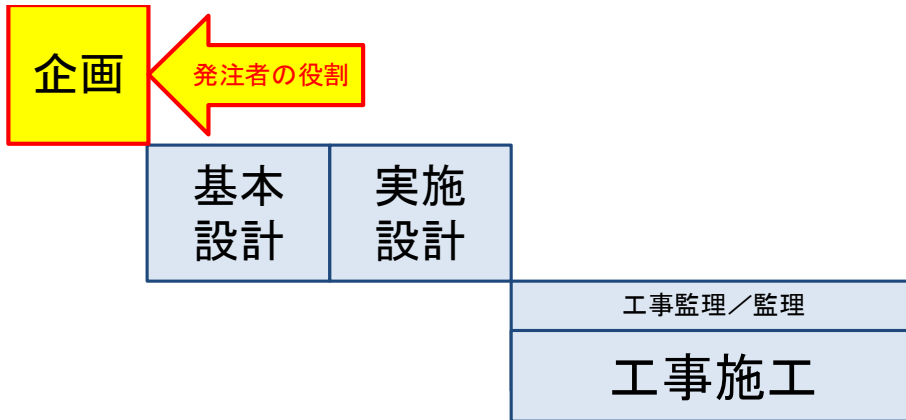 企画
発注者の役割
基本
設計
実施
設計
工事監理／監理
工事施工